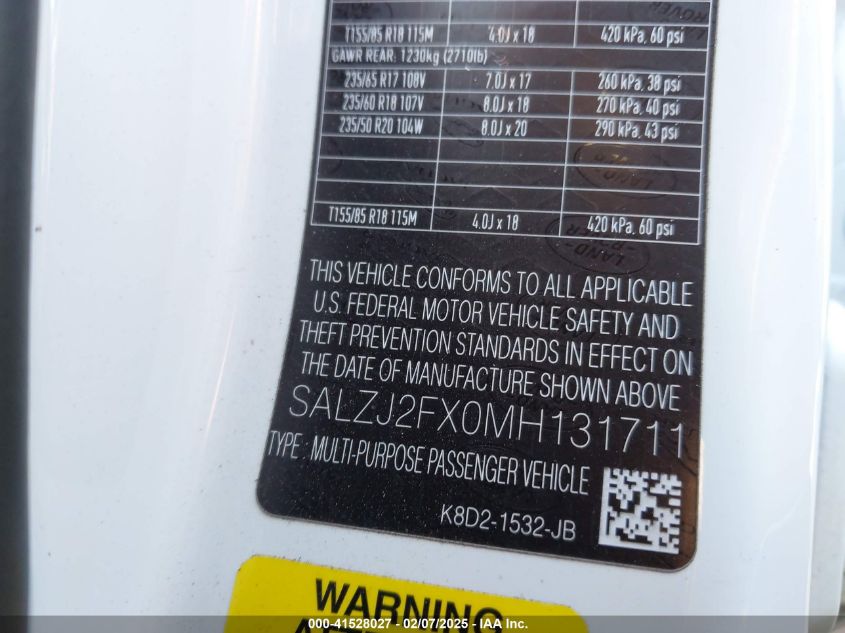 T155/85 R18 115M 4.0J x 18 420 kPa, 60 psi
GAWR REAR: 1230kg (2710lb)
235/65 R17 108V 7.0J x 17 260 kPa, 38 psi
235/60 R18 107V 8.0J x 18 270 kPa, 40 psi
235/50 R20 104W 8.0J x 20 290 kPa, 43 psi
T155/85 R18 115M 4.0J x 18 420 kPa, 60 psi
THIS VEHICLE CONFORMS TO ALL APPLICABLE
U.S. FEDERAL MOTOR VEHICLE SAFETY AND
THEFT PREVENTION STANDARDS IN EFFECT ON
THE DATE OF MANUFACTURE SHOWN ABOVE
SALZJ2FX0MH131711
TYPE : MULTI-PURPOSE PASSENGER VEHICLE
K8D2-1532-JB
WARNING
000-41528027 - 02/07/2025 - IAA Inc.